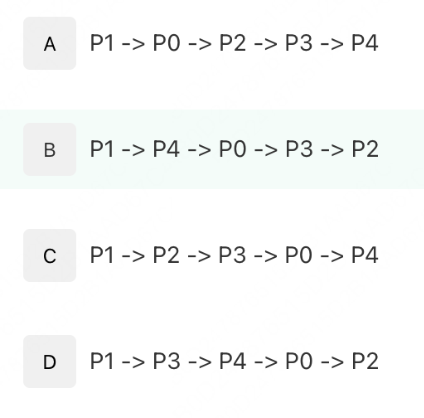 A P1 -> P0 -> P2 -> P3 -> P4
B P1 -> P4 -> P0 -> P3 -> P2
C P1 -> P2 -> P3 -> P0 -> P4
D P1 -> P3 -> P4 -> P0 -> P2